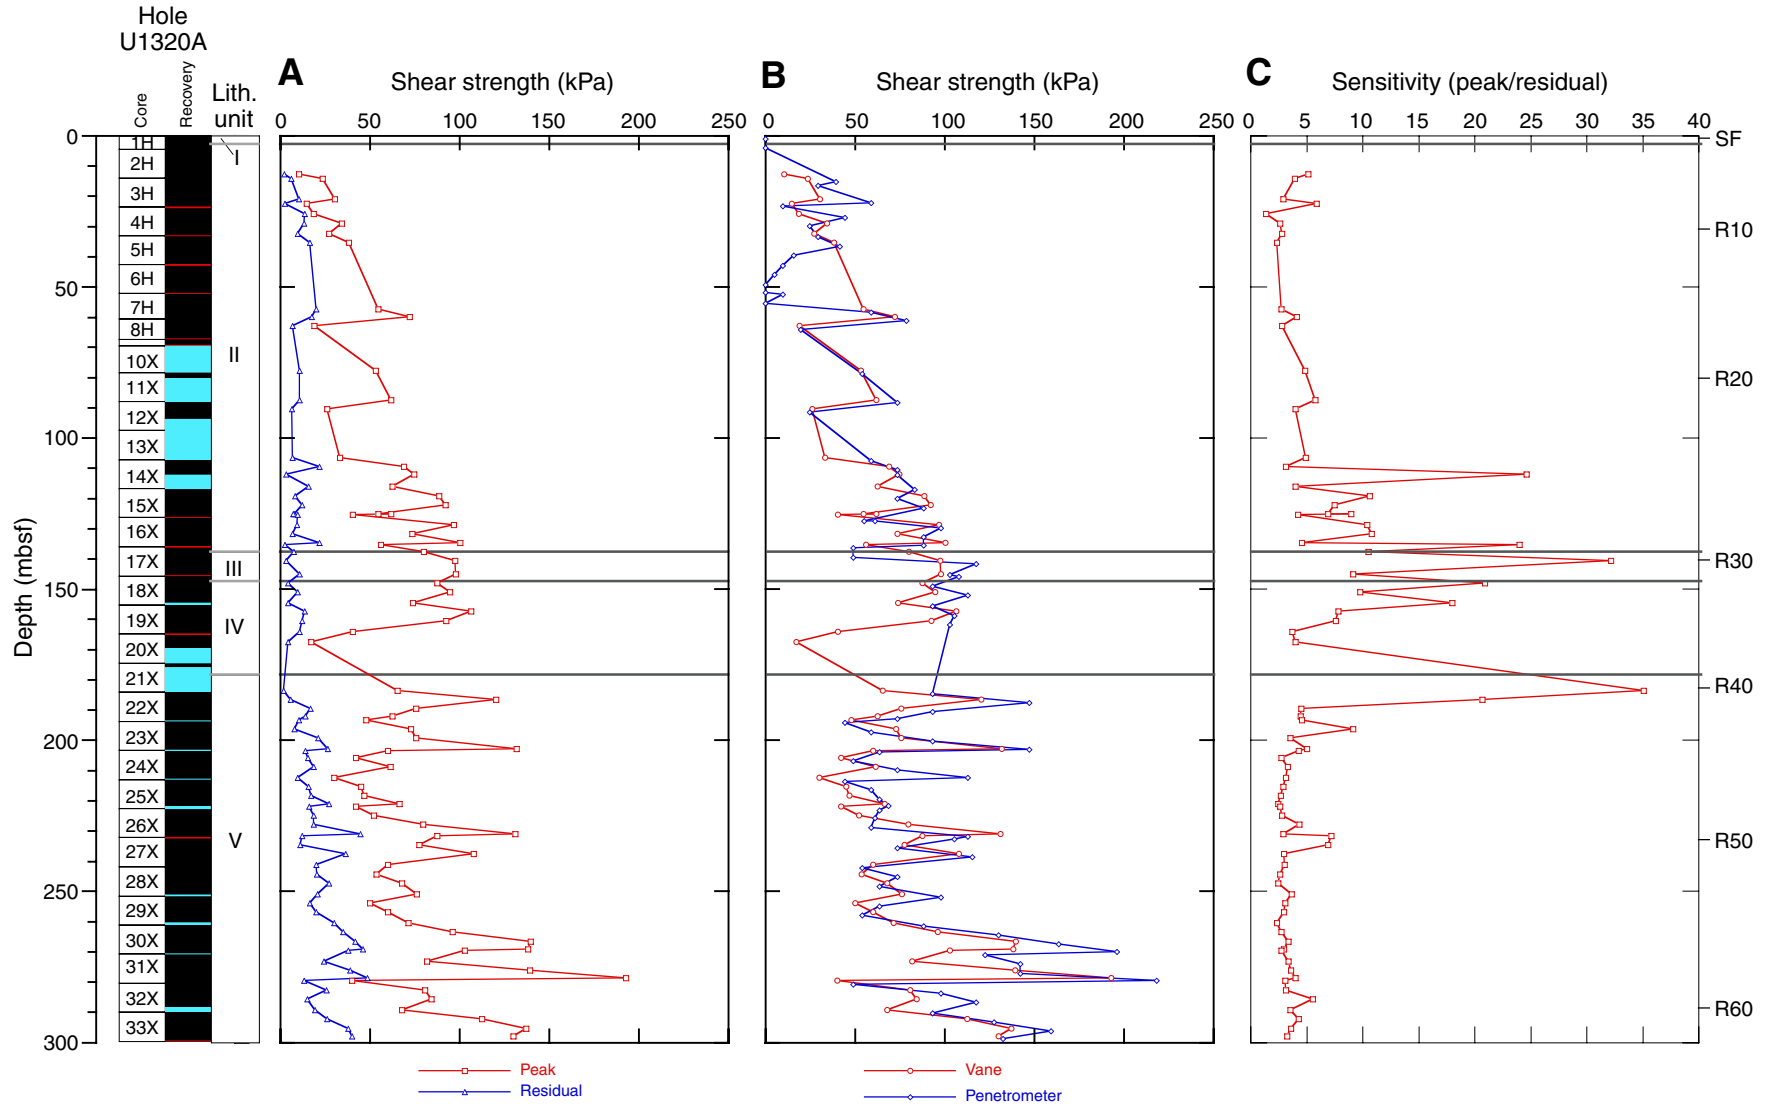 Hole
U1320A
Core
Recovery
Lith.
unit
A
Shear strength (kPa)
0 50 100 150 200 250
B
Shear strength (kPa)
0 50 100 150 200 250
C
Sensitivity (peak/residual)
0 5 10 15 20 25 30 35 40
Depth (mbsf)
0
50
100
150
200
250
300
1H
2H
3H
4H
5H
6H
7H
8H
10X
11X
12X
13X
14X
15X
16X
17X
18X
19X
20X
21X
22X
23X
24X
25X
26X
27X
28X
29X
30X
31X
32X
33X
I
II
III
IV
V
SF
R10
R20
R30
R40
R50
R60
Peak
Residual
Vane
Penetrometer